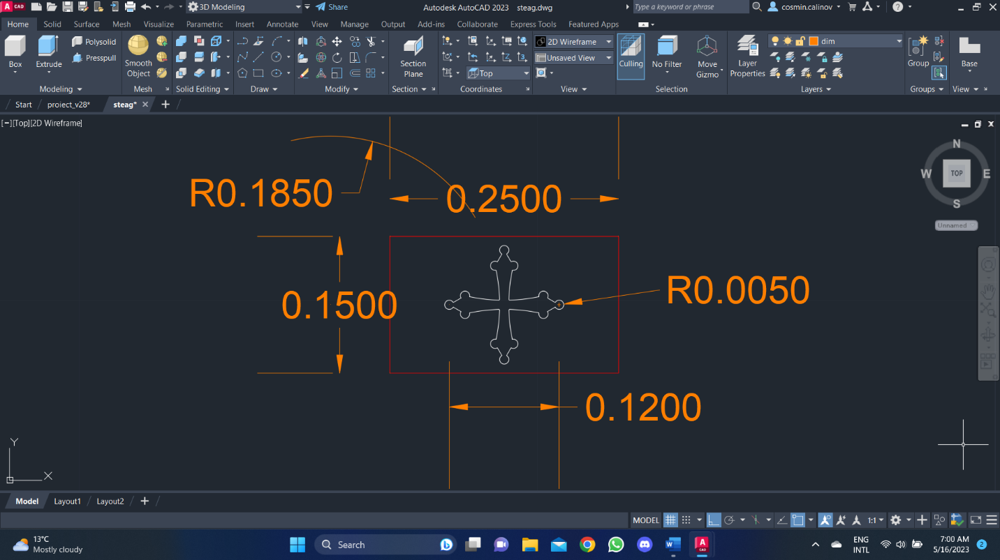 A CAD 3D Modeling Share Autodesk AutoCAD 2023 steag.dwg Type a keyword or phrase cosmin.calinov
Home Solid Surface Mesh Visualize Parametric Insert Annotate View Manage Output Add-ins Collaborate Express Tools Featured Apps
Box
Extrude
Polysolid
Presspull
Smooth
Object
Section
Plane
2D Wireframe
Unsaved View
Top
Culling
No Filter
Move
Gizmo
Layer
Properties
dim
Group
Base
Modeling Mesh Solid Editing Draw Modify Section Coordinates View Selection Layers Groups View
Start proiect_v28* steag*
[−][Top][2D Wireframe]
N
W TOP E
S
Unnamed
R0.1850
0.2500
0.1500
R0.0050
0.1200
Y
X
Model Layout1 Layout2
MODEL 1:1
13°C
Mostly cloudy
Search
ENG
INTL
7:00 AM
5/16/2023
2